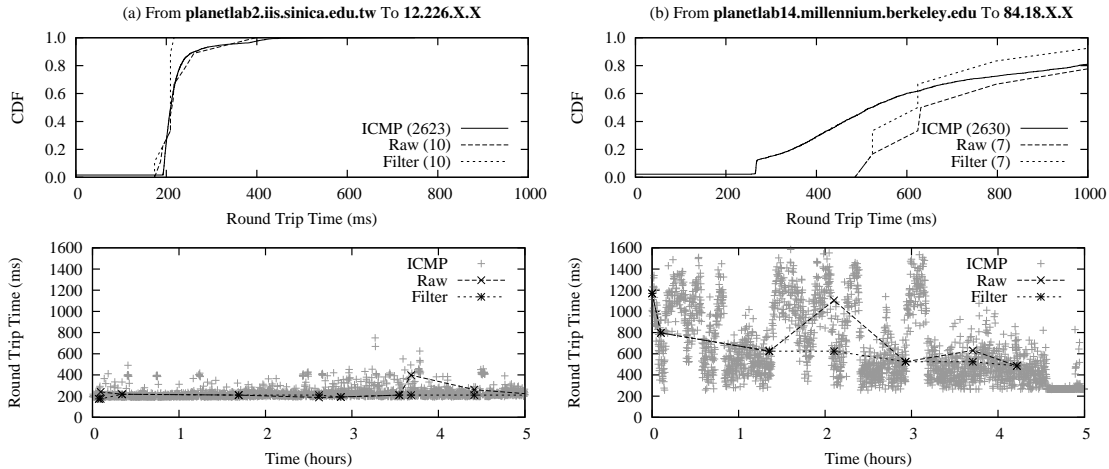 (a) From planetlab2.iis.sinica.edu.tw To 12.226.X.X
1.0
0.8
0.6
0.4
0.2
0.0
CDF
ICMP (2623)
Raw (10)
Filter (10)
0 200 400 600 800 1000
Round Trip Time (ms)
1600
1400
1200
1000
800
600
400
200
0
Round Trip Time (ms)
ICMP
Raw
Filter
0 1 2 3 4 5
Time (hours)
(b) From planetlab14.millennium.berkeley.edu To 84.18.X.X
1.0
0.8
0.6
0.4
0.2
0.0
CDF
ICMP (2630)
Raw (7)
Filter (7)
0 200 400 600 800 1000
Round Trip Time (ms)
1600
1400
1200
1000
800
600
400
200
0
Round Trip Time (ms)
ICMP
Raw
Filter
0 1 2 3 4 5
Time (hours)